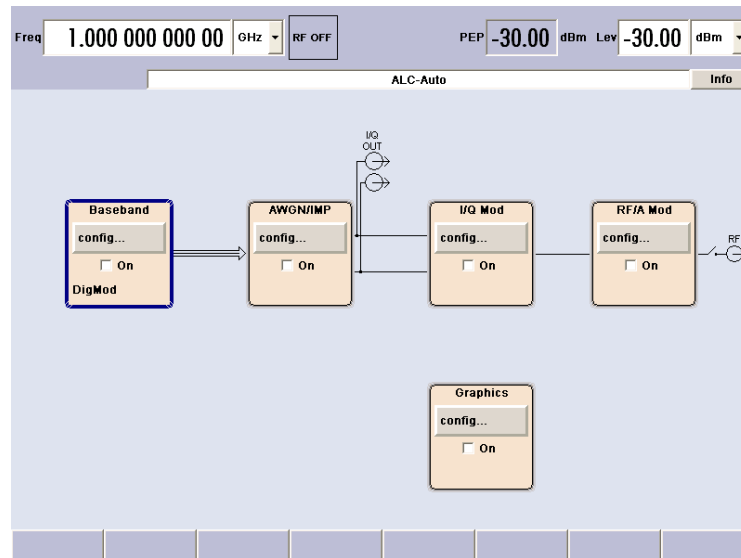 Freq 1.000 000 000 00 GHz RF OFF PEP -30.00 dBm Lev -30.00 dBm
ALC-Auto Info
I/Q
OUT
Baseband AWGN/IMP I/Q Mod RF/A Mod
config... config... config... config...
RF
On On On On
DigMod
Graphics
config...
On